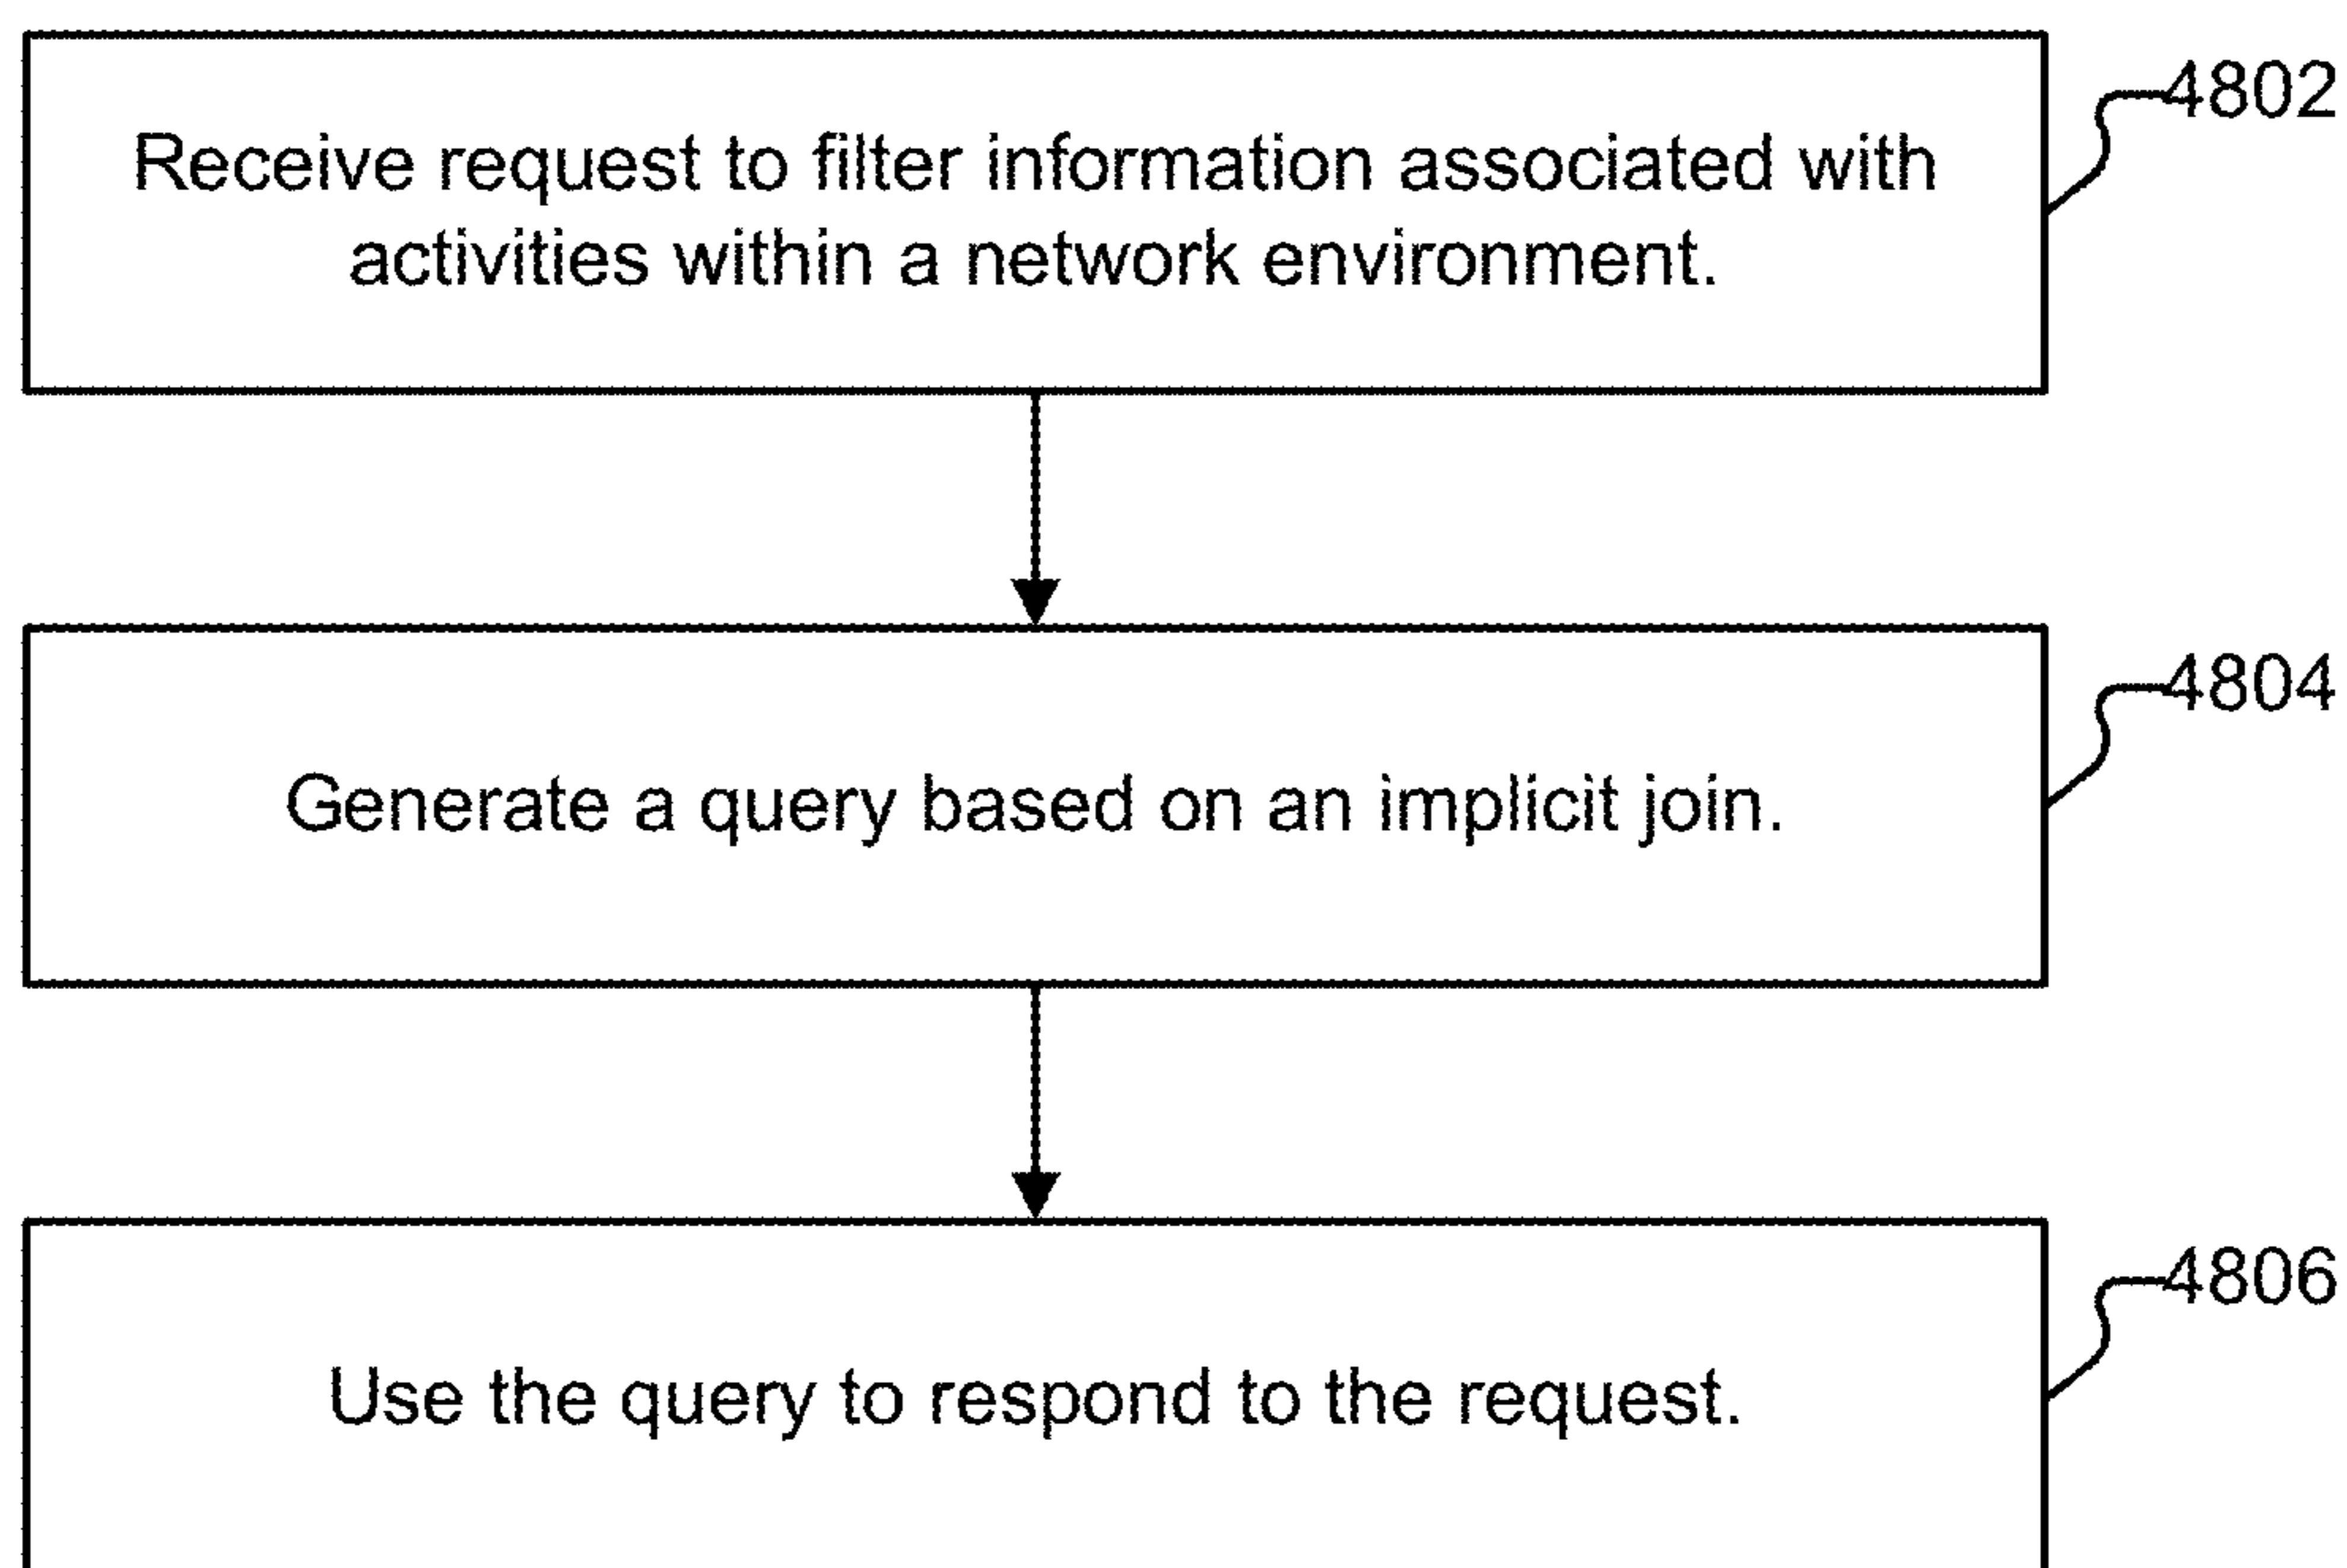 4802
Receive request to filter information associated with
activities within a network environment.
4804
Generate a query based on an implicit join.
4806
Use the query to respond to the request.